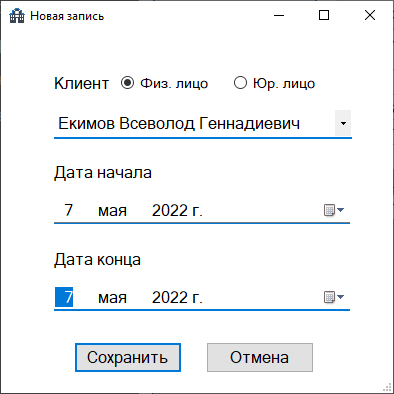 Новая запись
Клиент Физ. лицо Юр. лицо
Екимов Всеволод Геннадиевич
Дата начала
7 мая 2022 г.
Дата конца
7 мая 2022 г.
Сохранить Отмена